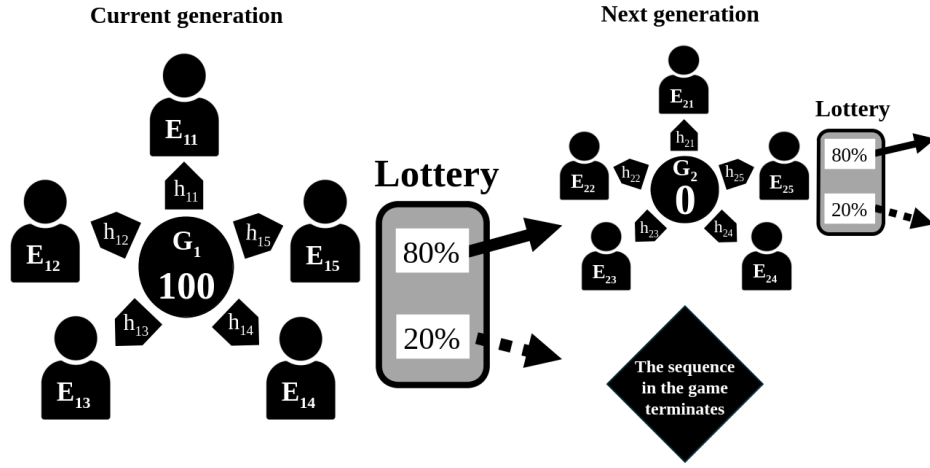 Current generation
Next generation
E11
h11
h12
h15
G1
100
E12
E15
h13
h14
E13
E14
Lottery
80%
20%
E21
h21
h22
h25
G2
0
E22
E25
h23
h24
E23
E24
Lottery
80%
20%
The sequence
in the game
terminates